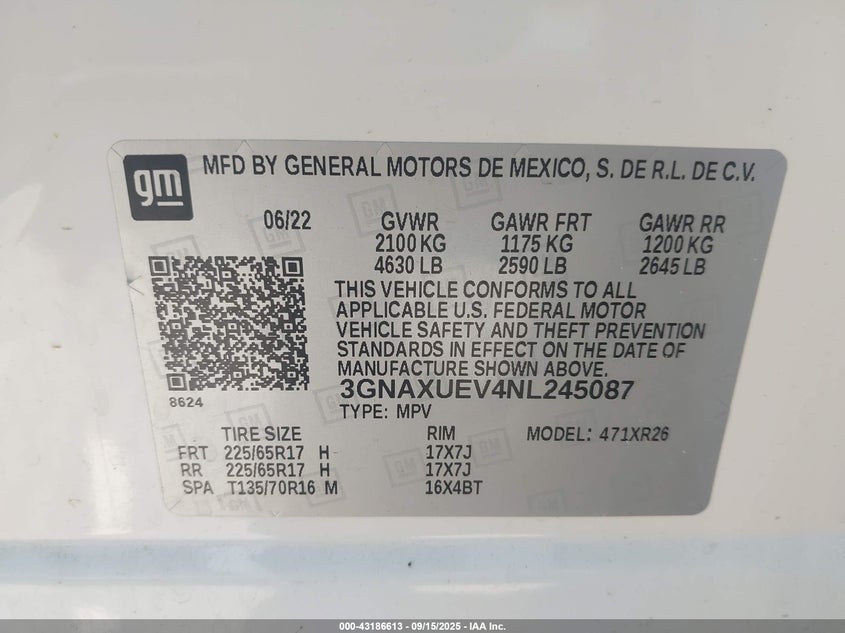 gm
MFD BY GENERAL MOTORS DE MEXICO, S. DE R.L. DE C.V.
06/22 GVWR GAWR FRT GAWR RR
2100 KG 1175 KG 1200 KG
4630 LB 2590 LB 2645 LB
THIS VEHICLE CONFORMS TO ALL
APPLICABLE U.S. FEDERAL MOTOR
VEHICLE SAFETY AND THEFT PREVENTION
STANDARDS IN EFFECT ON THE DATE OF
MANUFACTURE SHOWN ABOVE.
3GNAXUEV4NL245087
8624
TYPE: MPV
TIRE SIZE RIM MODEL: 471XR26
FRT 225/65R17 H 17X7J
RR 225/65R17 H 17X7J
SPA T135/70R16 M 16X4BT
000-43186613 - 09/15/2025 - IAA Inc.